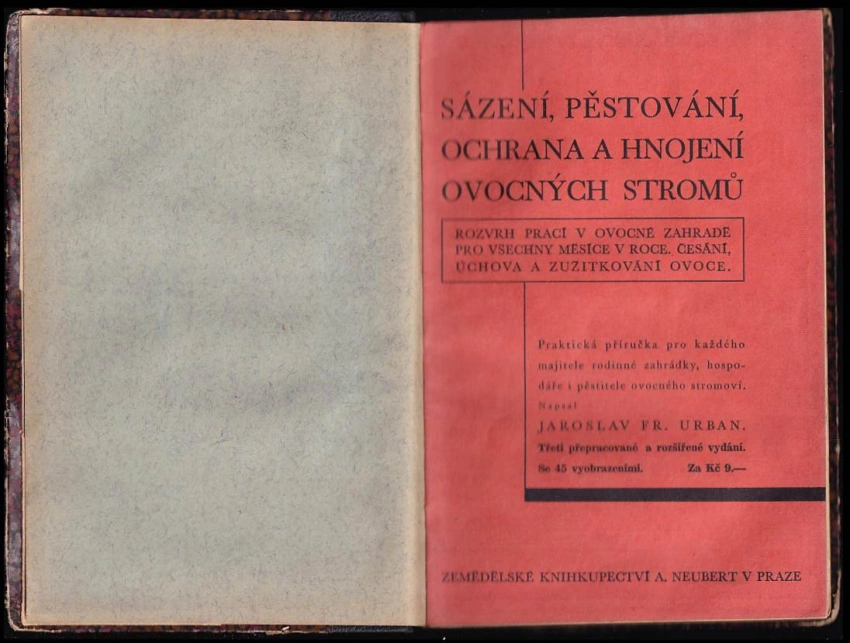 SÁZENÍ, PĚSTOVÁNÍ,
OCHRANA A HNOJENÍ
OVOCNÝCH STROMŮ
ROZVRH PRACÍ V OVOCNÉ ZAHRADĚ
PRO VŠECHNY MĚSÍCE V ROCE. ČESÁNÍ,
ÚCHOVA A ZUŽITKOVÁNÍ OVOCE.
Praktická příručka pro každého
majitele rodinné zahrádky, hospo-
dáře i pěstitele ovocného stromoví.
Napsal
JAROSLAV FR. URBAN.
Třetí přepracované a rozšířené vydání.
Se 45 vyobrazeními. Za Kč 9.—
ZEMĚDĚLSKÉ KNIHKUPECTVÍ A. NEUBERT V PRAZE